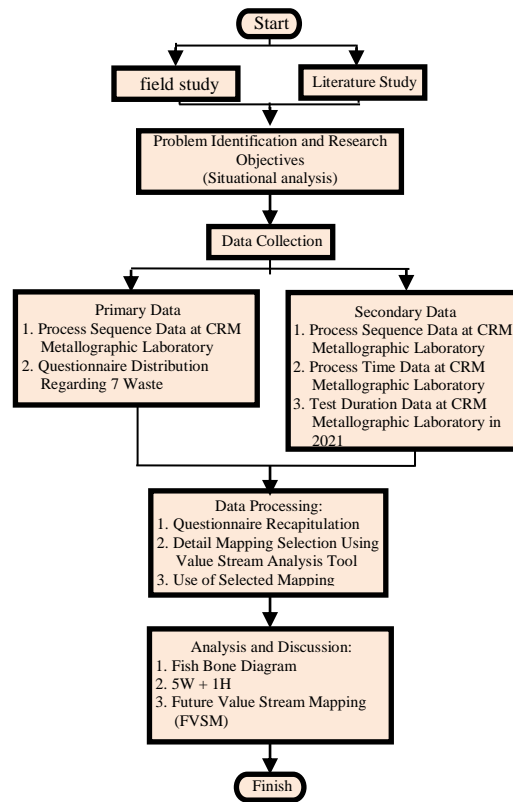 Start
field study
Literature Study
Problem Identification and Research
Objectives
(Situational analysis)
Data Collection
Primary Data
1. Process Sequence Data at CRM
Metallographic Laboratory
2. Questionnaire Distribution
Regarding 7 Waste
Secondary Data
1. Process Sequence Data at CRM
Metallographic Laboratory
2. Process Time Data at CRM
Metallographic Laboratory
3. Test Duration Data at CRM
Metallographic Laboratory in
2021
Data Processing:
1. Questionnaire Recapitulation
2. Detail Mapping Selection Using
Value Stream Analysis Tool
3. Use of Selected Mapping
Analysis and Discussion:
1. Fish Bone Diagram
2. 5W + 1H
3. Future Value Stream Mapping
(FVSM)
Finish